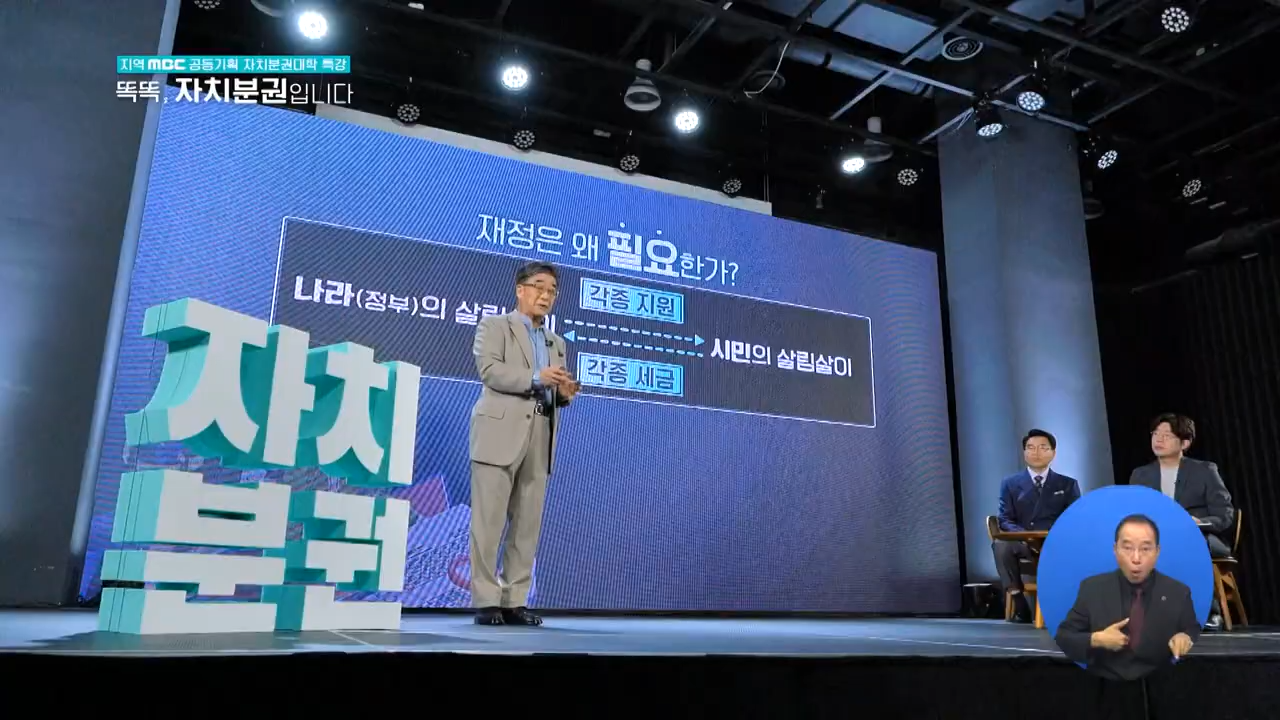 지역 MBC 공동기획 자치분권대학 특강
똑똑, 자치분권입니다
재정은 왜 필요한가?
나라(정부)의 살림
각종 지원
각종 세금
시민의 살림살이
자치
분권